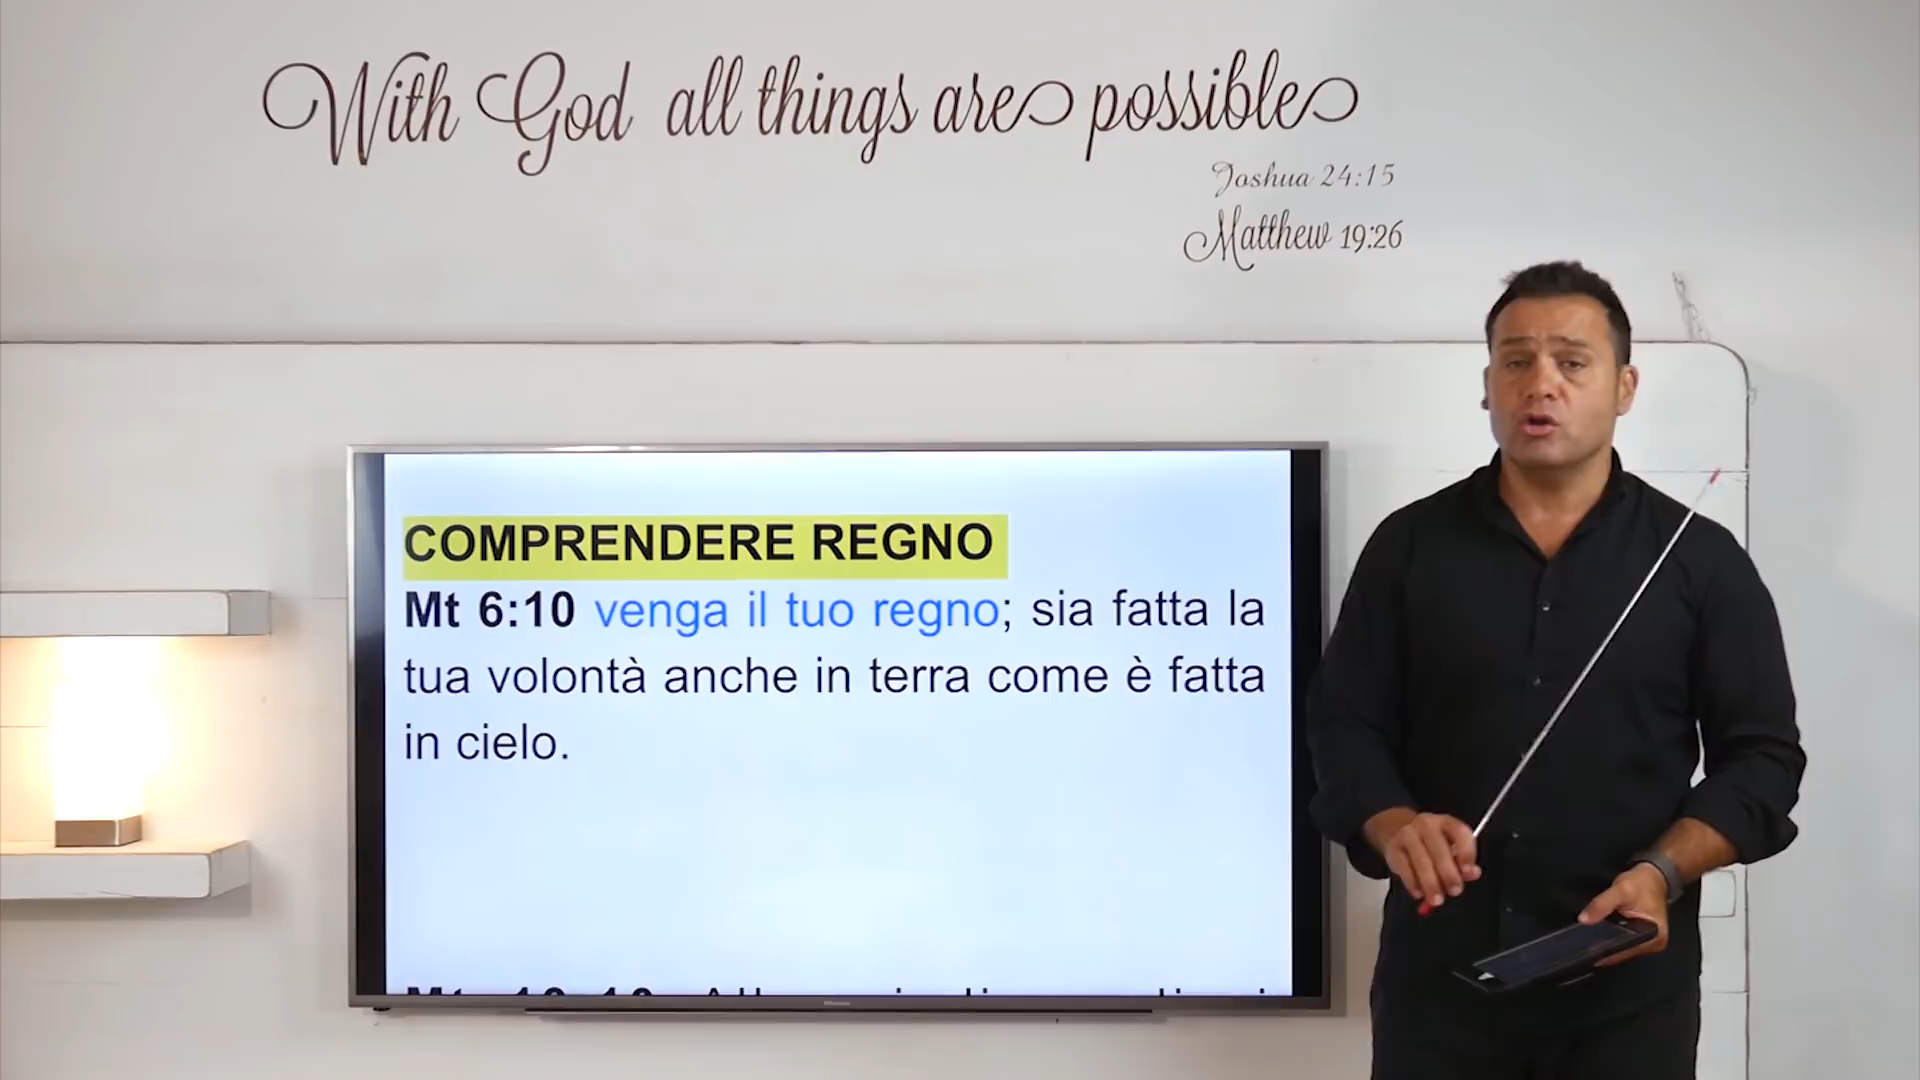 With God all things are possible
Joshua 24:15
Matthew 19:26
COMPRENDERE REGNO
Mt 6:10 venga il tuo regno; sia fatta la
tua volontà anche in terra come è fatta
in cielo.